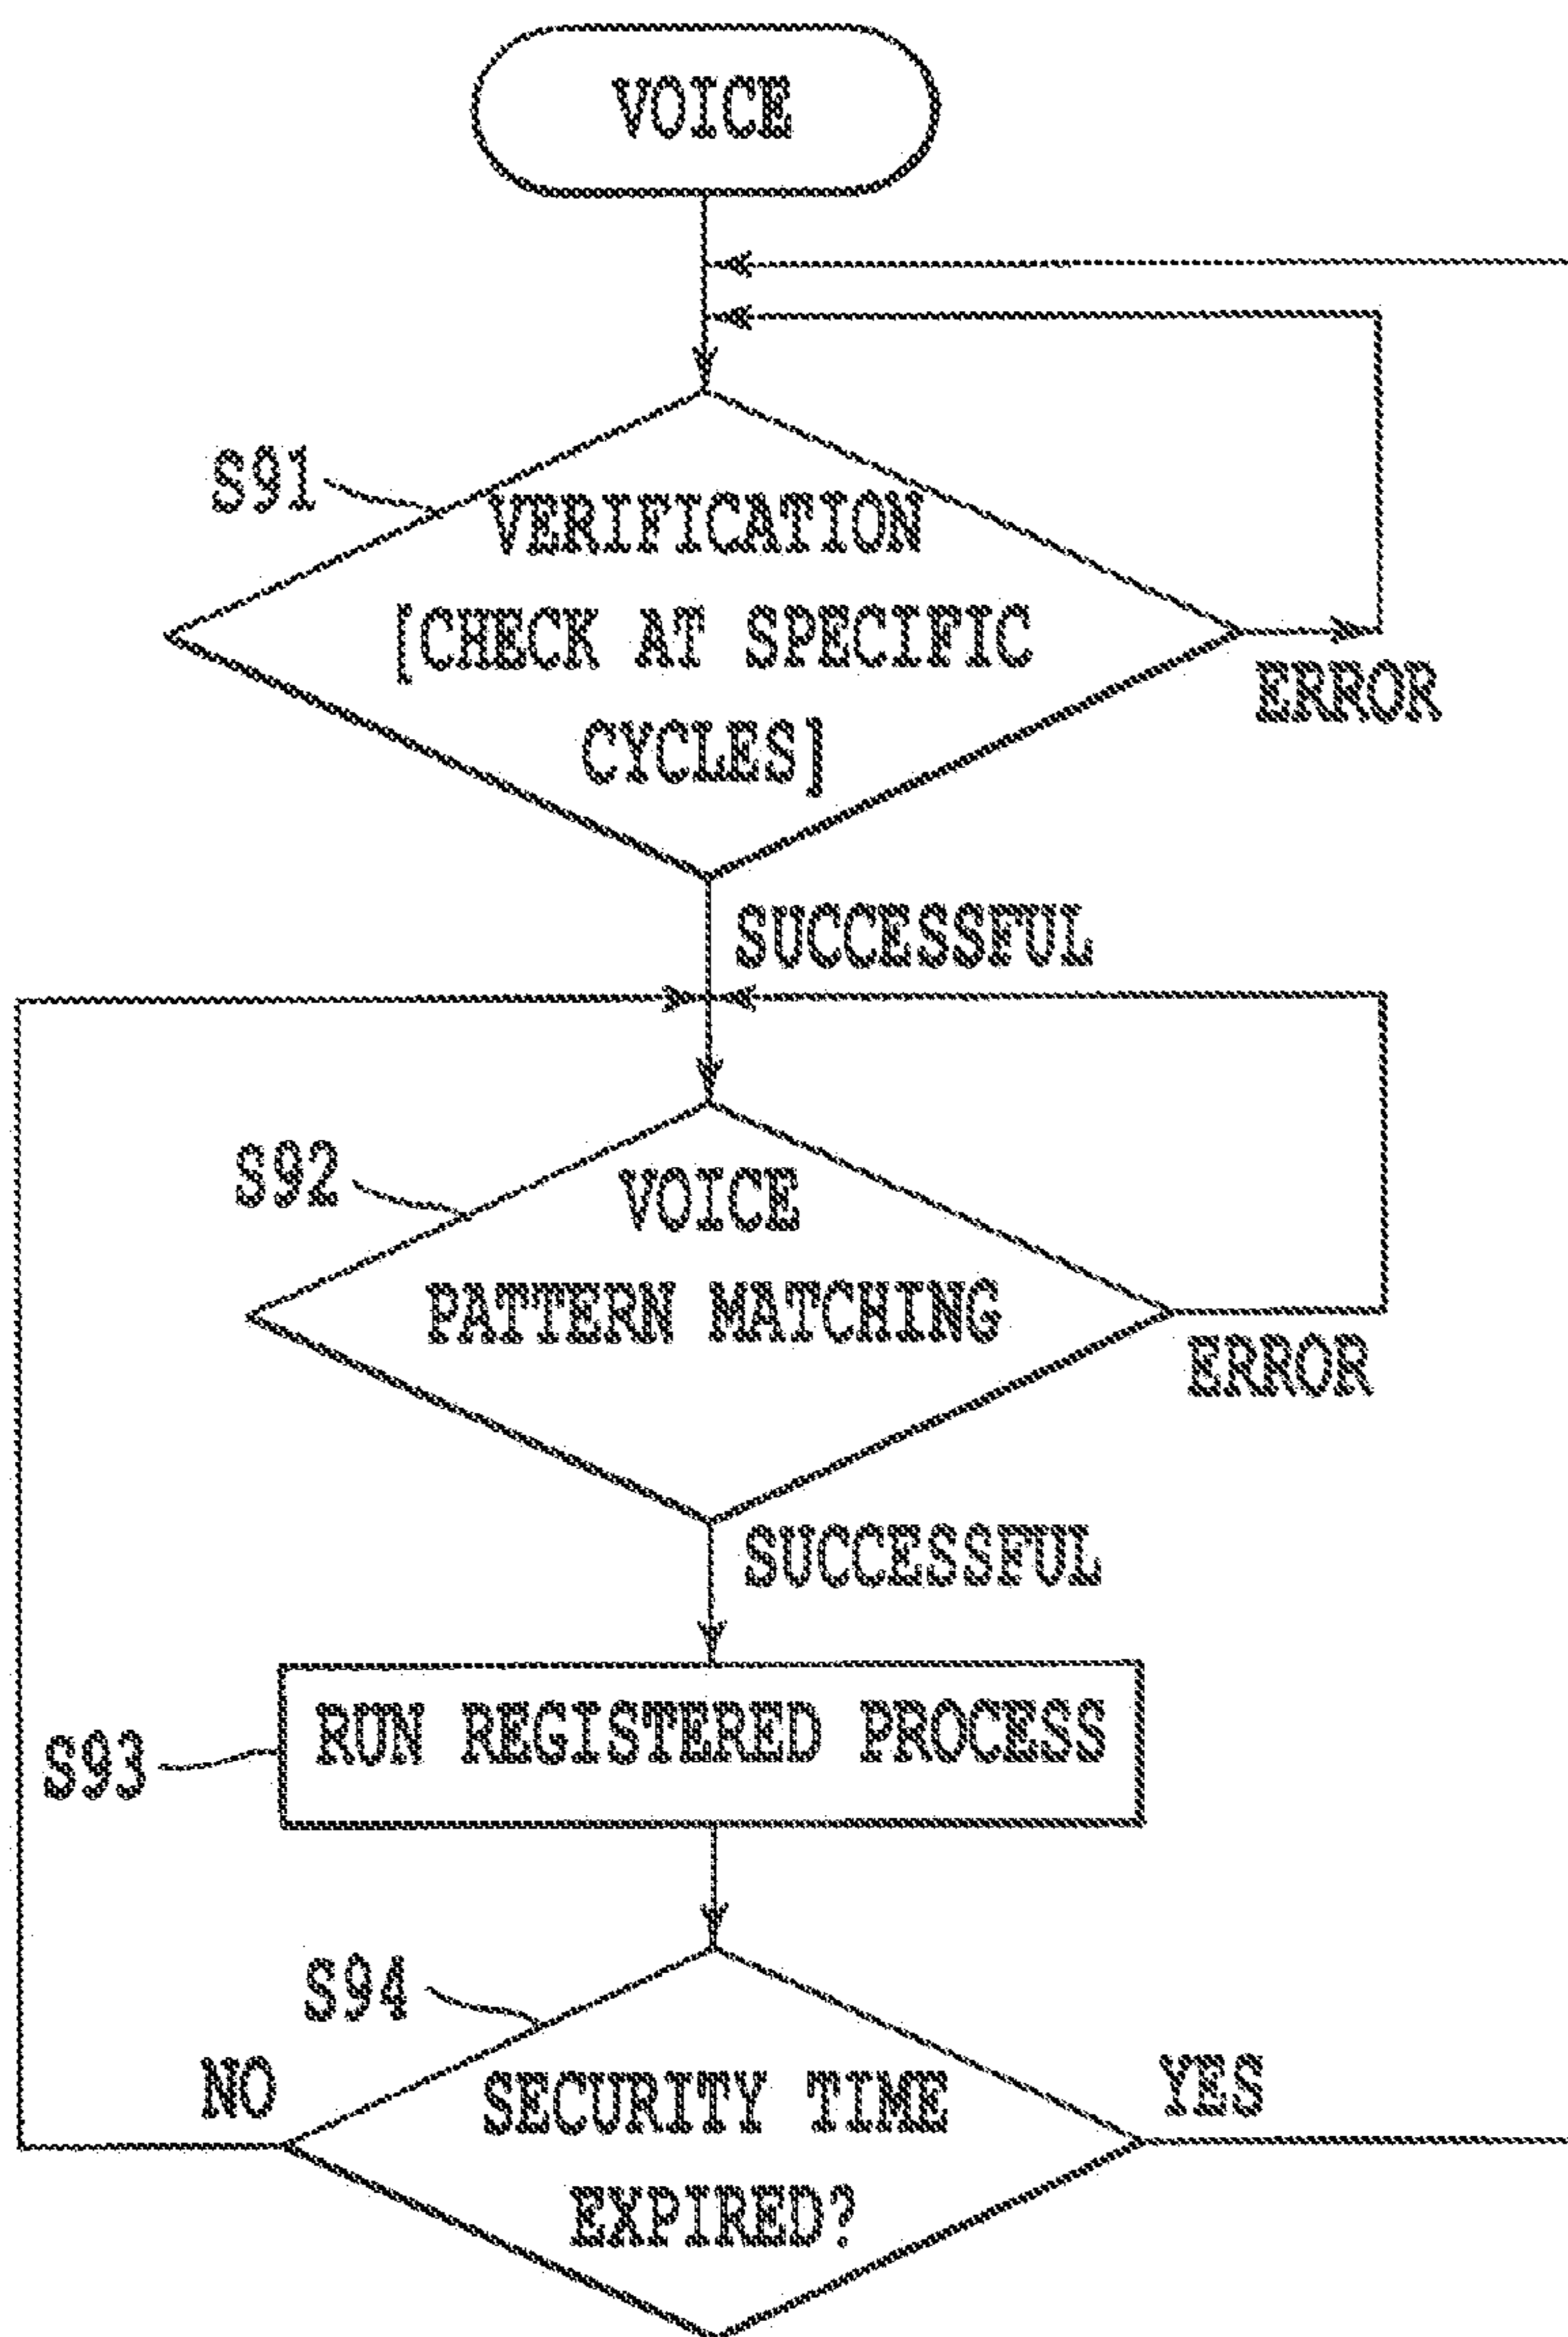 VOICE
S91
VERIFICATION
[CHECK AT SPECIFIC
CYCLES]
ERROR
SUCCESSFUL
S92
VOICE
PATTERN MATCHING
ERROR
SUCCESSFUL
S93
RUN REGISTERED PROCESS
S94
NO
SECURITY TIME
EXPIRED?
YES